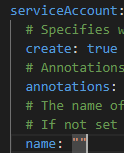 serviceAccount:
# Specifies
create: true
# Annotations
annotations:
# The name of
# If not set
name: ""